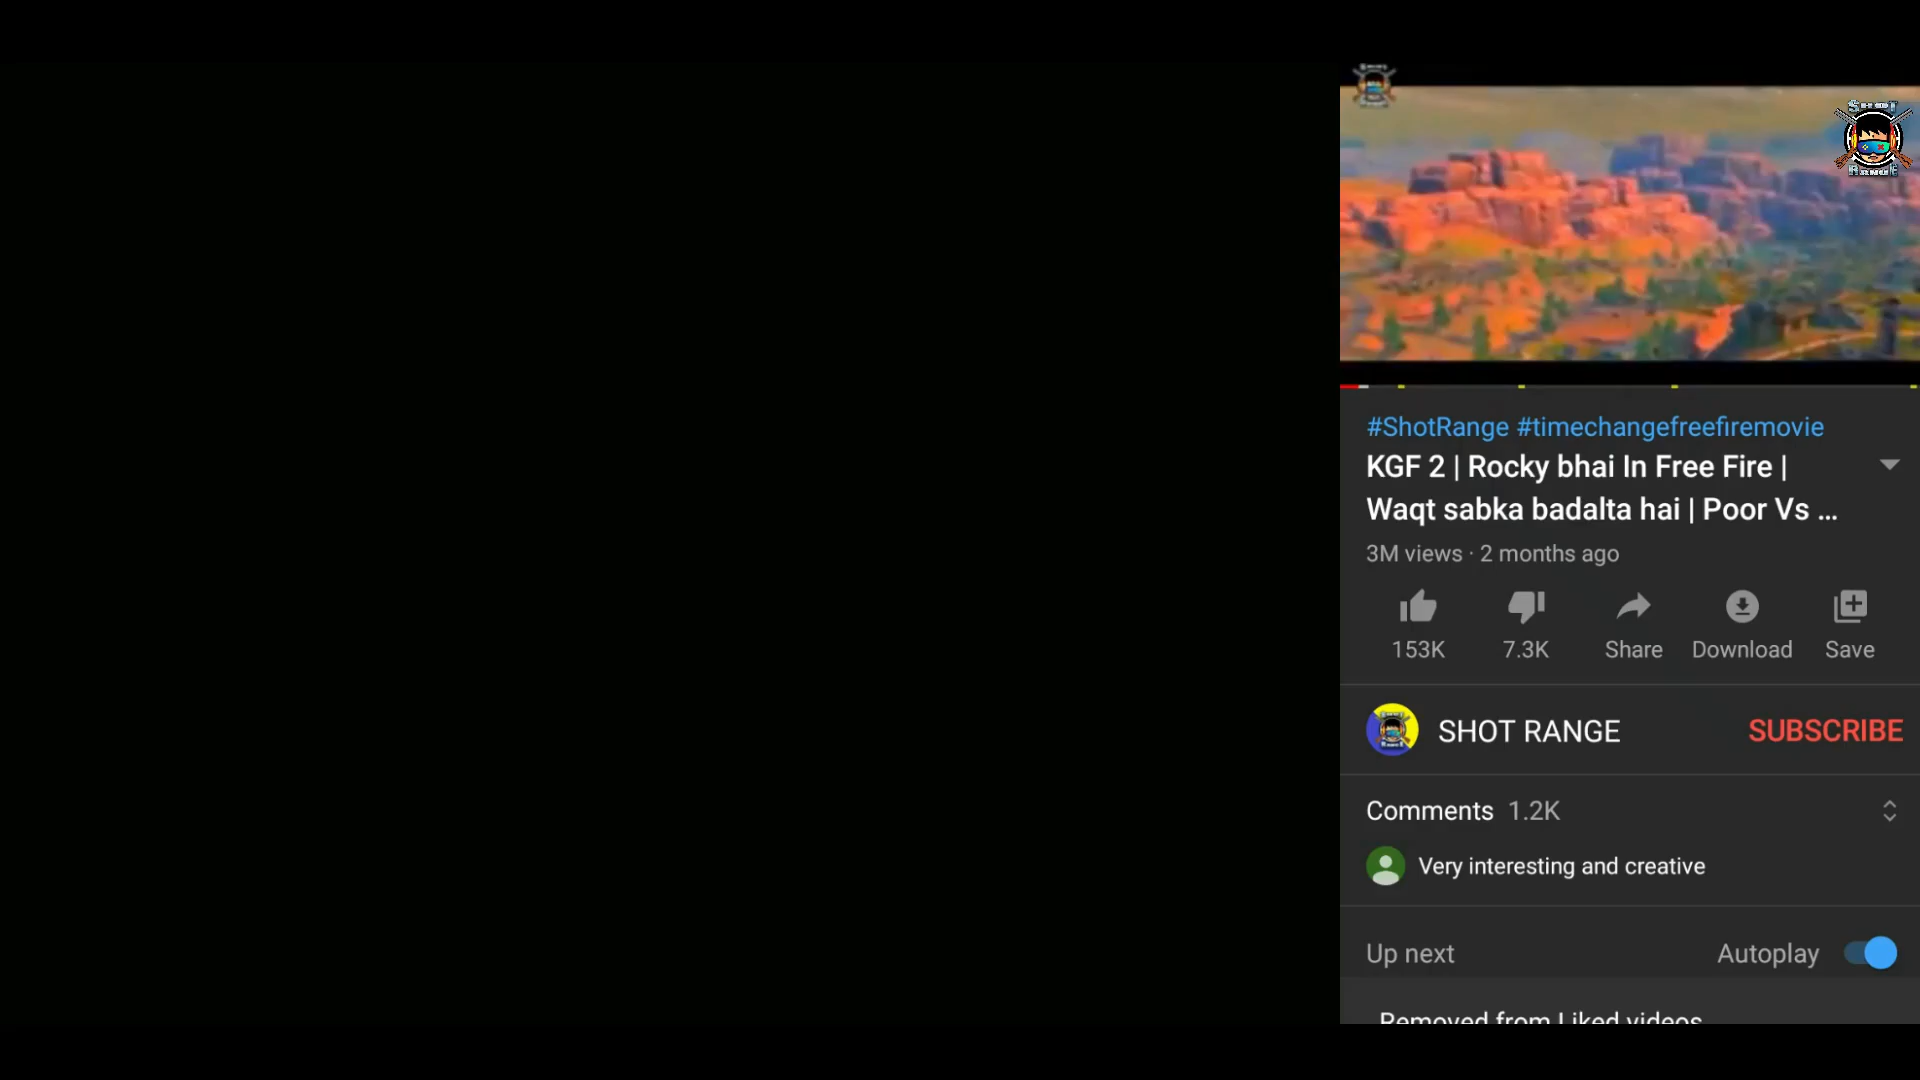 SHOT
RANGE
#ShotRange #timechangefreefiremovie
KGF 2 | Rocky bhai In Free Fire |
Waqt sabka badalta hai | Poor Vs ...
3M views · 2 months ago
153K 7.3K Share Download Save
SHOT RANGE SUBSCRIBE
Comments 1.2K
Very interesting and creative
Up next Autoplay
Removed from Liked videos